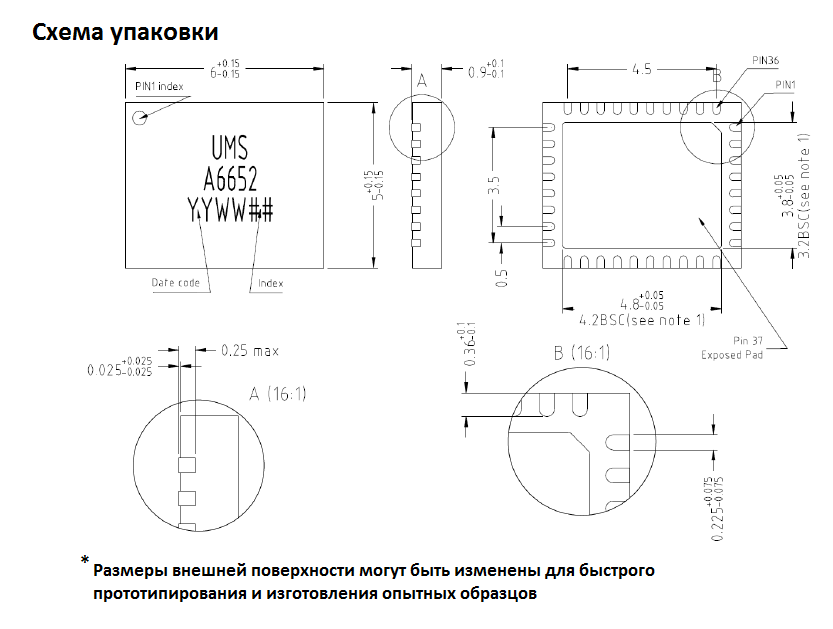 Схема упаковки
6+0.15-0.15
PIN1 index
UMS
A6652
YYWW##
Date code
Index
5+0.15-0.15
A
0.9+0.1-0.1
3.5
0.5
4.5
B
PIN36
PIN1
3.8+0.05-0.05
3.2BSC(see note 1)
4.8+0.05-0.05
4.2BSC(see note 1)
Pin 37
Exposed Pad
0.25 max
0.025+0.025-0.025
A (16:1)
0.36+0.1-0.1
B (16:1)
0.225+0.075-0.075
* Размеры внешней поверхности могут быть изменены для быстрого
прототипирования и изготовления опытных образцов